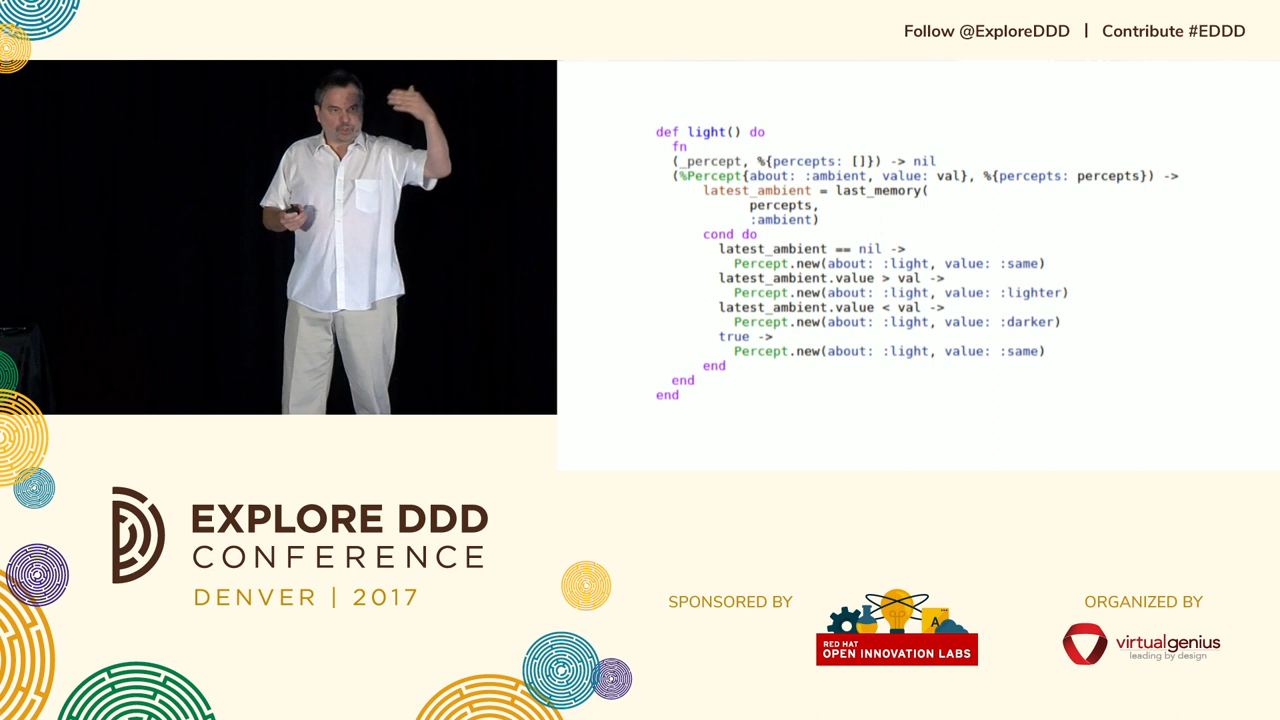 Follow @ExploreDDD | Contribute #EDDD
def light() do
  fn
  (_percept, %{percepts: []}) -> nil
  (%Percept{about: :ambient, value: val}, %{percepts: percepts}) ->
      latest_ambient = last_memory(
            percepts,
            :ambient)
      cond do
        latest_ambient == nil ->
          Percept.new(about: :light, value: :same)
        latest_ambient.value > val ->
          Percept.new(about: :light, value: :lighter)
        latest_ambient.value < val ->
          Percept.new(about: :light, value: :darker)
        true ->
          Percept.new(about: :light, value: :same)
      end
  end
end
EXPLORE DDD
CONFERENCE
DENVER | 2017
SPONSORED BY
A
RED HAT
OPEN INNOVATION LABS
ORGANIZED BY
virtualgenius
leading by design